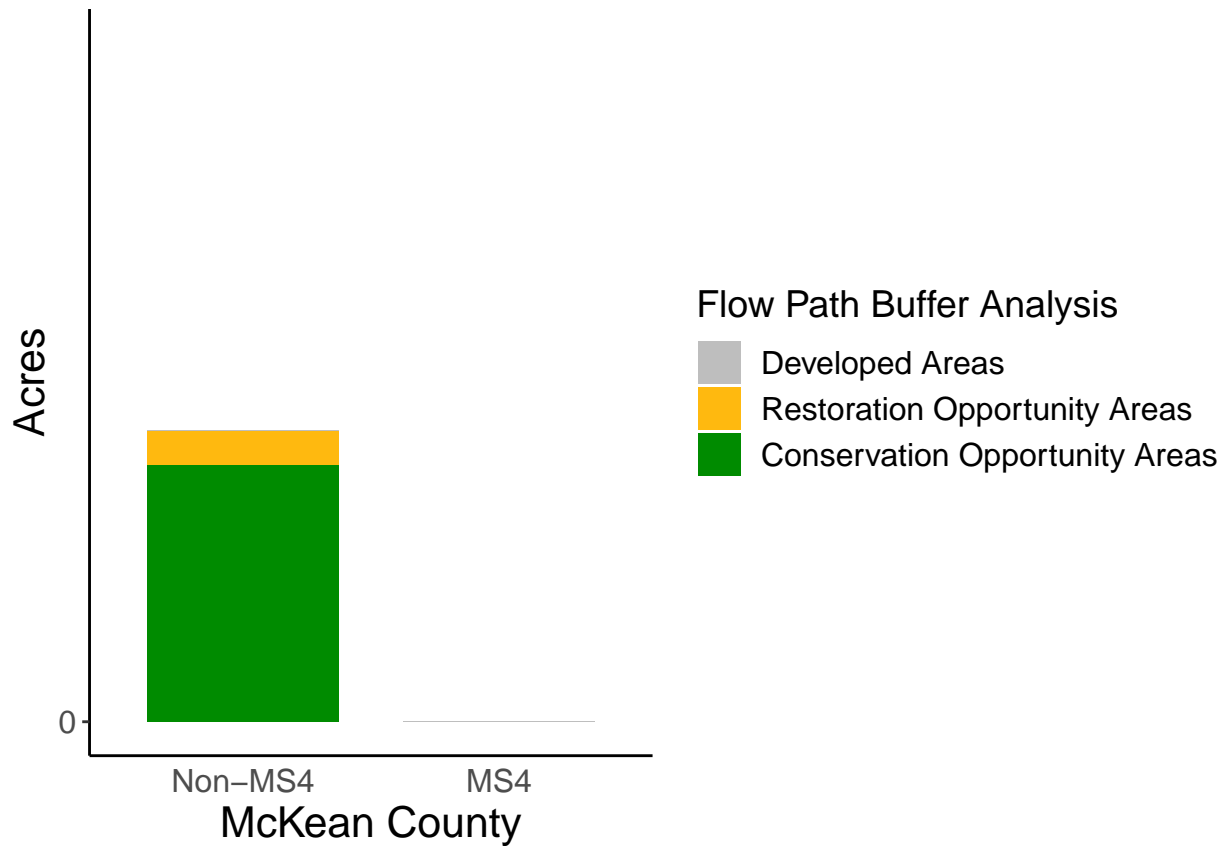 Acres
0
Non−MS4
MS4
McKean County
Flow Path Buffer Analysis
Developed Areas
Restoration Opportunity Areas
Conservation Opportunity Areas